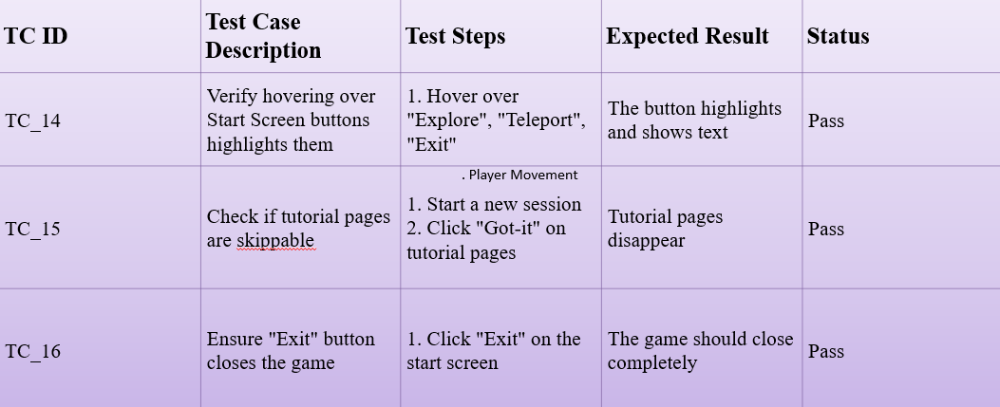 TC ID
Test Case
Description
Test Steps
Expected Result
Status
TC_14
Verify hovering over
Start Screen buttons
highlights them
1. Hover over
"Explore", "Teleport",
"Exit"
The button highlights
and shows text
Pass
. Player Movement
TC_15
Check if tutorial pages
are skippable
1. Start a new session
2. Click "Got-it" on
tutorial pages
Tutorial pages
disappear
Pass
TC_16
Ensure "Exit" button
closes the game
1. Click "Exit" on the
start screen
The game should close
completely
Pass